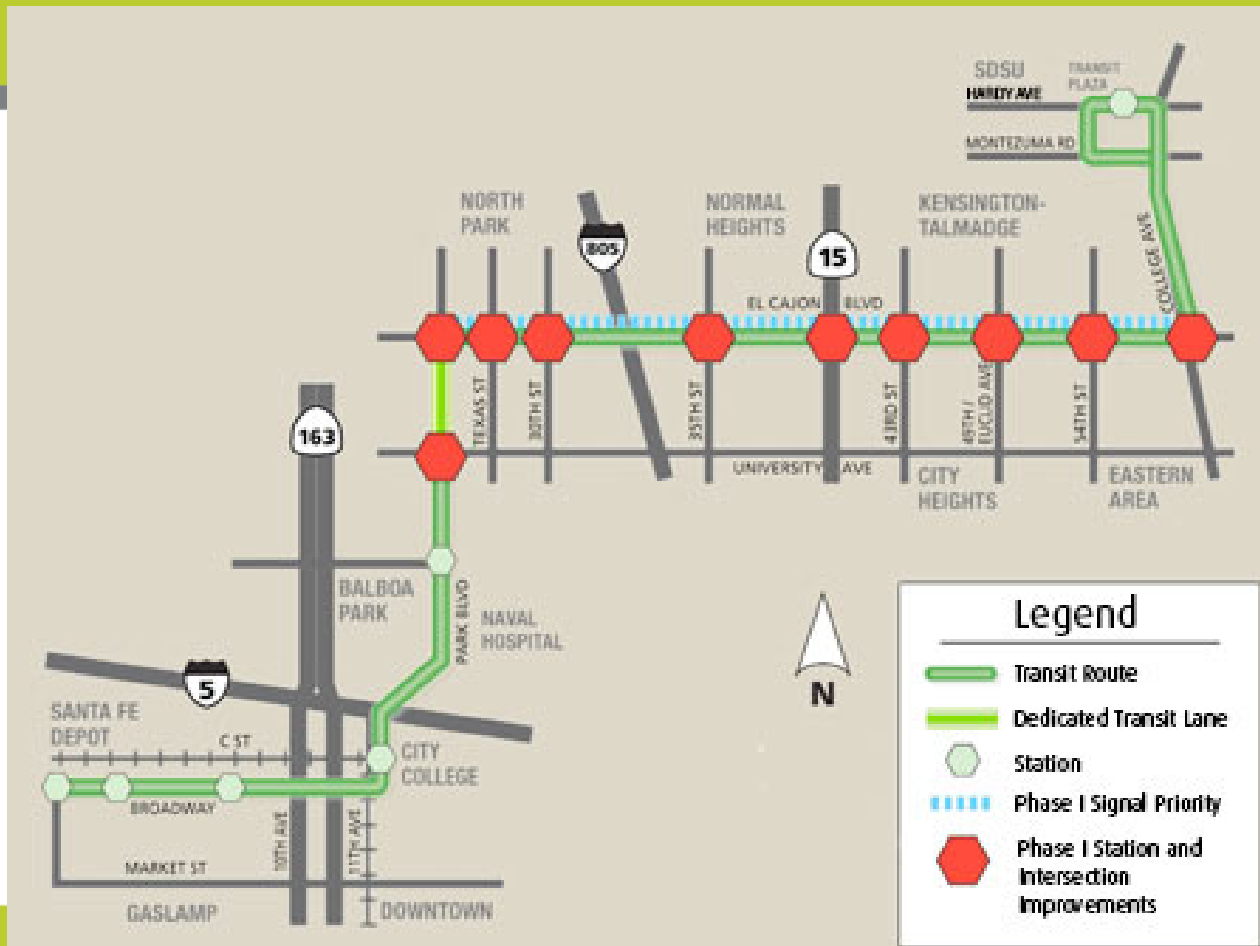 SDSU
TRANSIT
PLAZA
HARDY AVE
MONTEZUMA RD
NORTH
PARK
NORMAL
HEIGHTS
KENSINGTON-
TALMADGE
805
15
COLLEGE AVE
EL CAJON BLVD
TEXAS ST
30TH ST
35TH ST
43RD ST
49TH /
EUCLID AVE
54TH ST
163
UNIVERSITY AVE
CITY
HEIGHTS
EASTERN
AREA
BALBOA
PARK
PARK BLVD
NAVAL
HOSPITAL
5
SANTA FE
DEPOT
C ST
CITY
COLLEGE
BROADWAY
10TH AVE
11TH AVE
MARKET ST
GASLAMP
DOWNTOWN
N
Legend
Transit Route
Dedicated Transit Lane
Station
Phase I Signal Priority
Phase I Station and
Intersection
Improvements